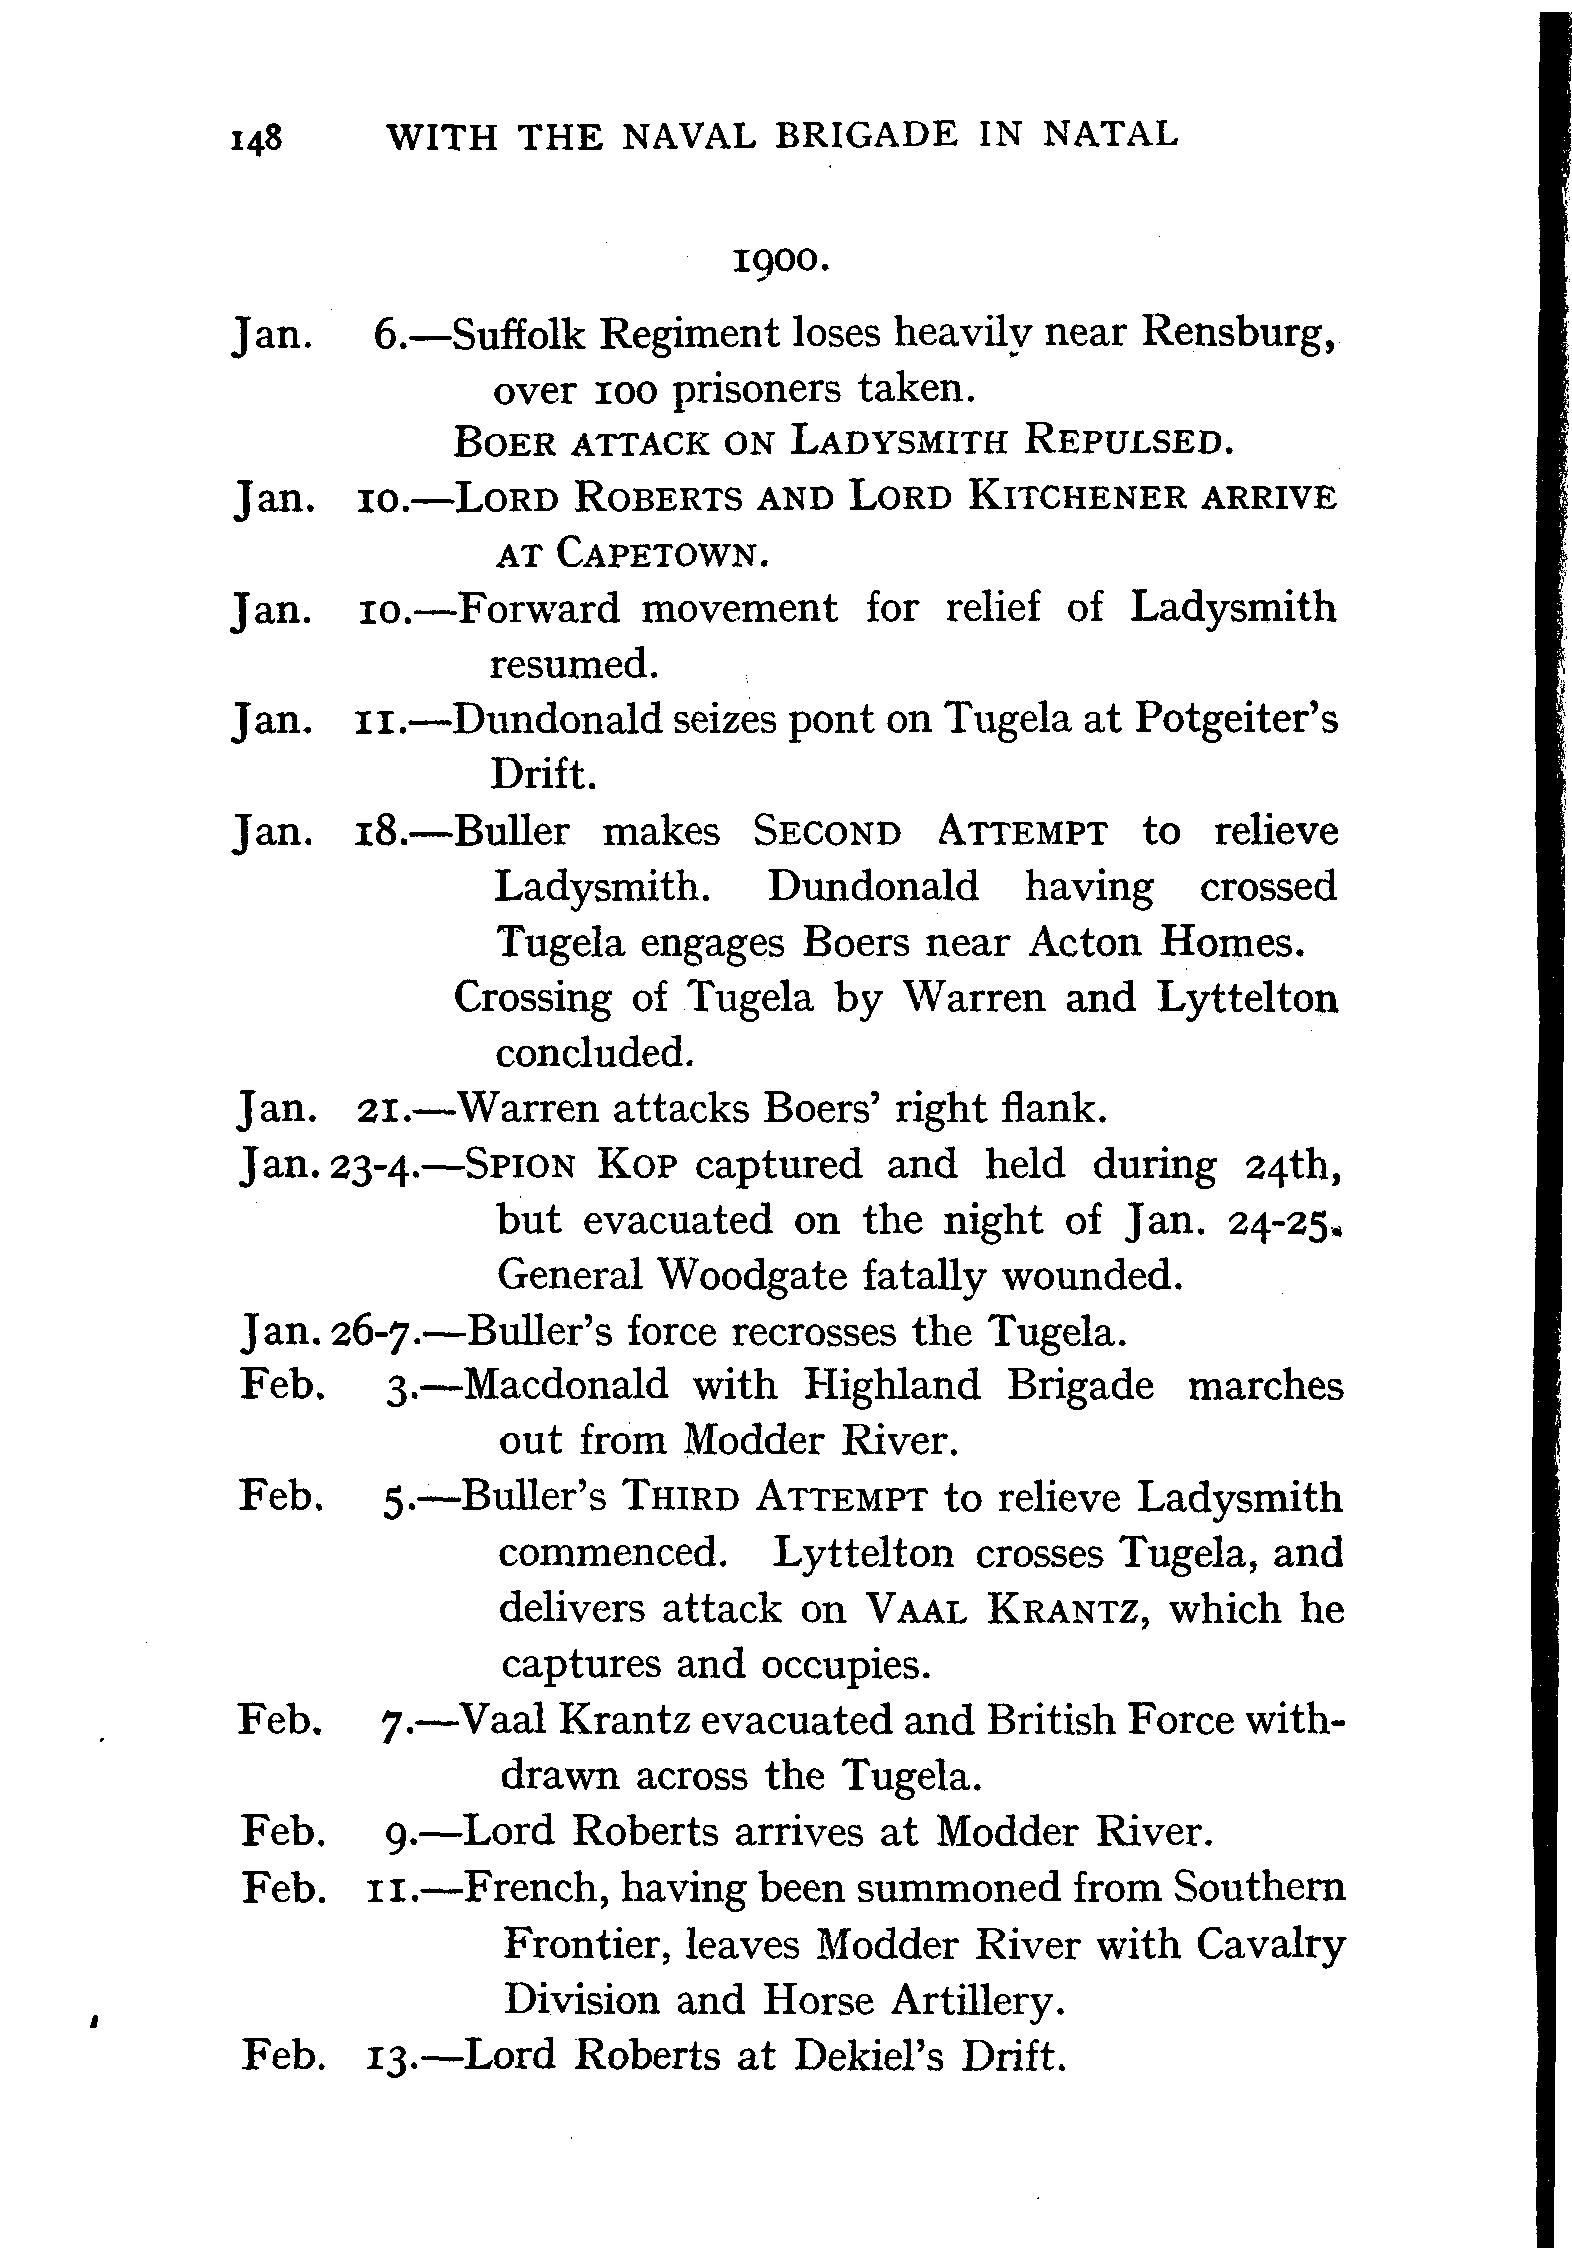 148 WITH THE NAVAL BRIGADE IN NATAL
1900.
Jan. 6.—Suffolk Regiment loses heavily near Rensburg,
over 100 prisoners taken.
BOER ATTACK ON LADYSMITH REPULSED.
Jan. 10.—LORD ROBERTS AND LORD KITCHENER ARRIVE
AT CAPETOWN.
Jan. 10.—Forward movement for relief of Ladysmith
resumed.
Jan. 11.—Dundonald seizes pont on Tugela at Potgeiter's
Drift.
Jan. 18.—Buller makes SECOND ATTEMPT to relieve
Ladysmith. Dundonald having crossed
Tugela engages Boers near Acton Homes.
Crossing of Tugela by Warren and Lyttelton
concluded.
Jan. 21.—Warren attacks Boers' right flank.
Jan. 23-4.—SPION KOP captured and held during 24th,
but evacuated on the night of Jan. 24-25.
General Woodgate fatally wounded.
Jan. 26-7.—Buller's force recrosses the Tugela.
Feb. 3.—Macdonald with Highland Brigade marches
out from Modder River.
Feb. 5.—Buller's THIRD ATTEMPT to relieve Ladysmith
commenced. Lyttelton crosses Tugela, and
delivers attack on VAAL KRANTZ, which he
captures and occupies.
Feb. 7.—Vaal Krantz evacuated and British Force with-
drawn across the Tugela.
Feb. 9.—Lord Roberts arrives at Modder River.
Feb. 11.—French, having been summoned from Southern
Frontier, leaves Modder River with Cavalry
Division and Horse Artillery.
Feb. 13.—Lord Roberts at Dekiel's Drift.